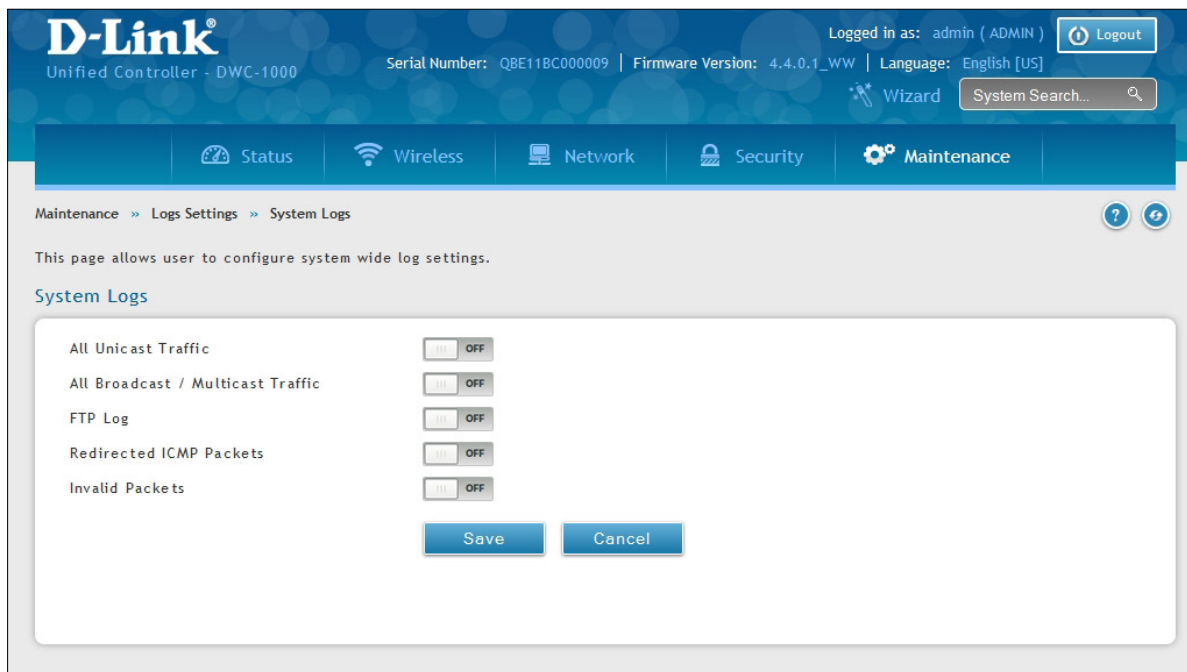 D-Link®
Unified Controller - DWC-1000
Logged in as: admin ( ADMIN )
Logout
Serial Number: QBE11BC000009 | Firmware Version: 4.4.0.1_WW | Language: English [US]
Wizard
System Search...
Status
Wireless
Network
Security
Maintenance
Maintenance » Logs Settings » System Logs
?
This page allows user to configure system wide log settings.
System Logs
All Unicast Traffic OFF
All Broadcast / Multicast Traffic OFF
FTP Log OFF
Redirected ICMP Packets OFF
Invalid Packets OFF
Save Cancel